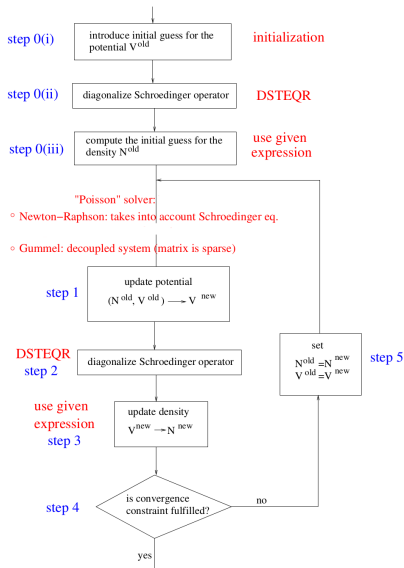 step 0(i)
introduce initial guess for the
potential V^old
initialization
step 0(ii)
diagonalize Schroedinger operator
DSTEQR
step 0(iii)
compute the initial guess for the
density N^old
use given
expression
"Poisson" solver:
○ Newton−Raphson: takes into account Schroedinger eq.
○ Gummel: decoupled system (matrix is sparse)
step 1
update potential
(N^old, V^old) ⟶ V^new
DSTEQR
step 2
diagonalize Schroedinger operator
use given
expression
step 3
update density
V^new → N^new
step 4
is convergence
constraint fulfilled?
no
yes
set
N^old =N^new
V^old =V^new
step 5